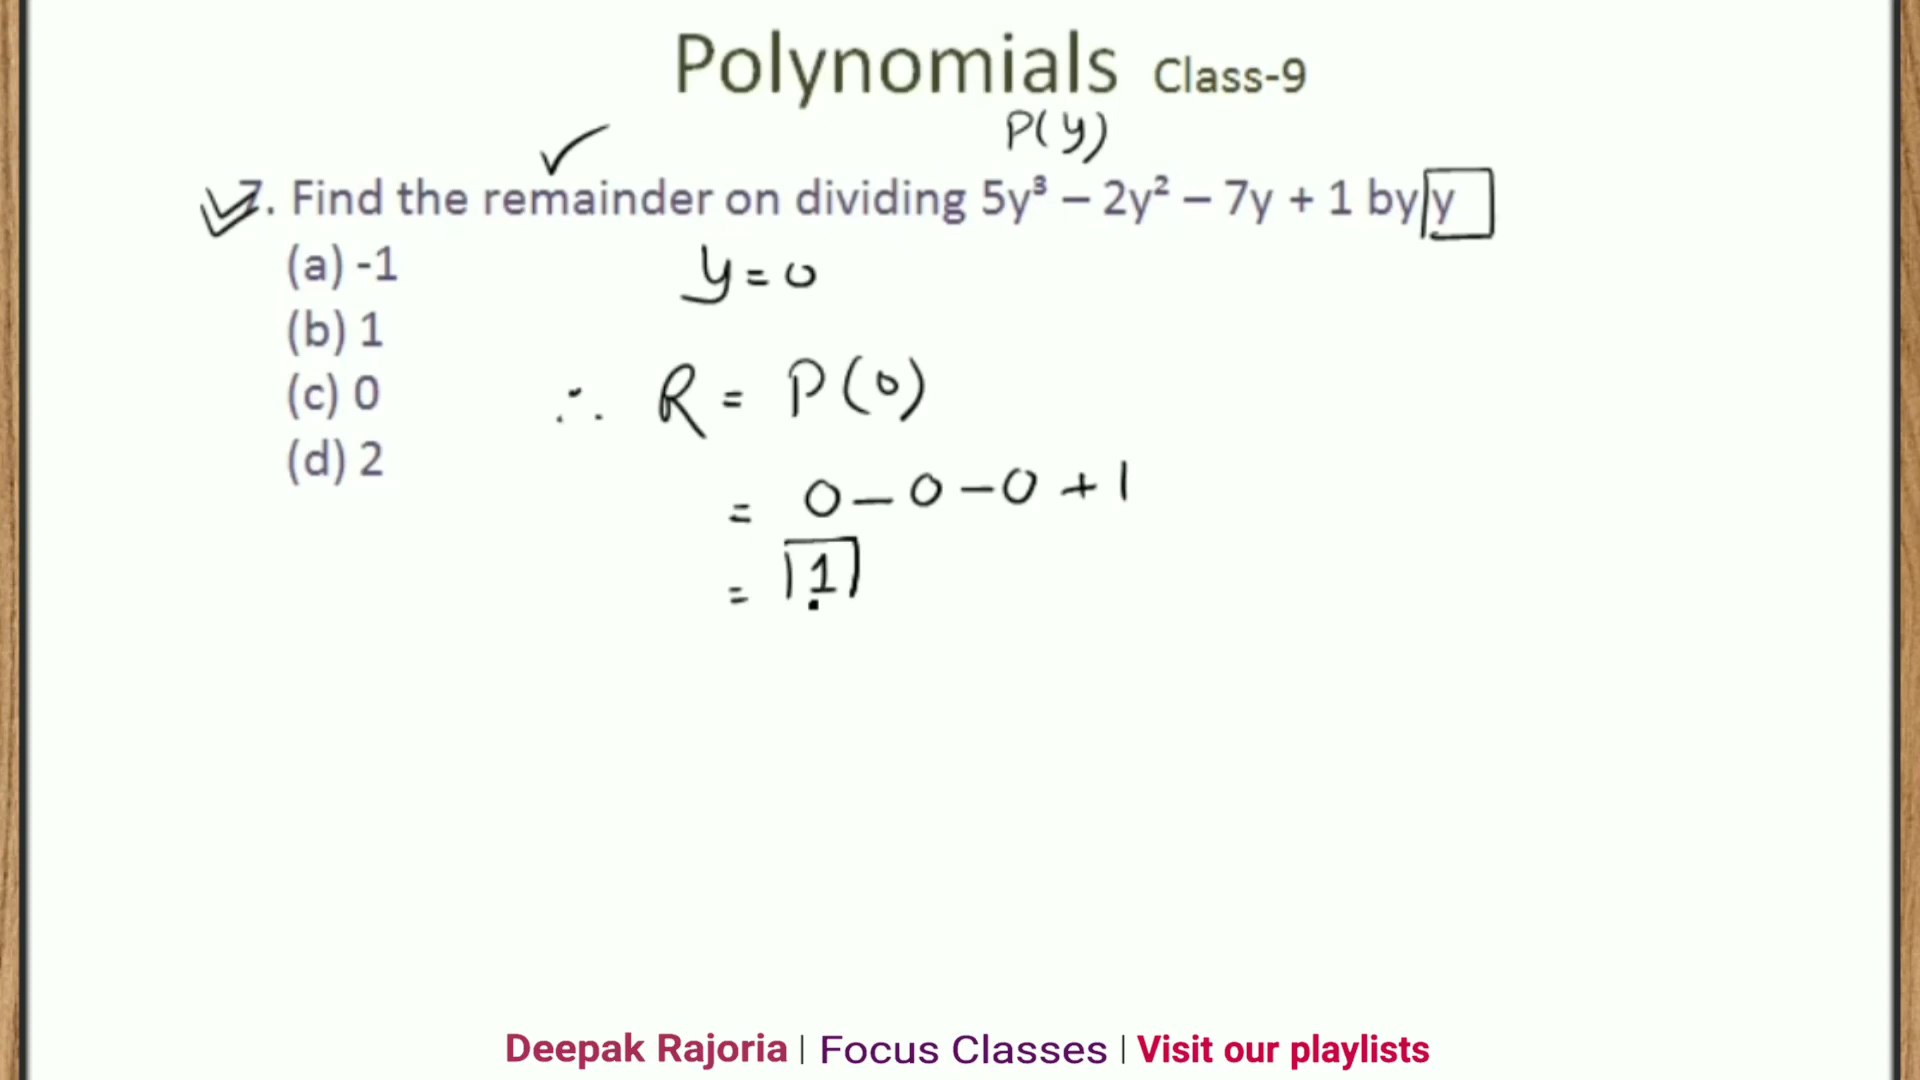 Polynomials Class-9
P(y)
7. Find the remainder on dividing 5y³ – 2y² – 7y + 1 by y
(a) -1
y = 0
(b) 1
(c) 0
∴ R = P(0)
(d) 2
= 0 – 0 – 0 + 1
= 1
Deepak Rajoria | Focus Classes | Visit our playlists